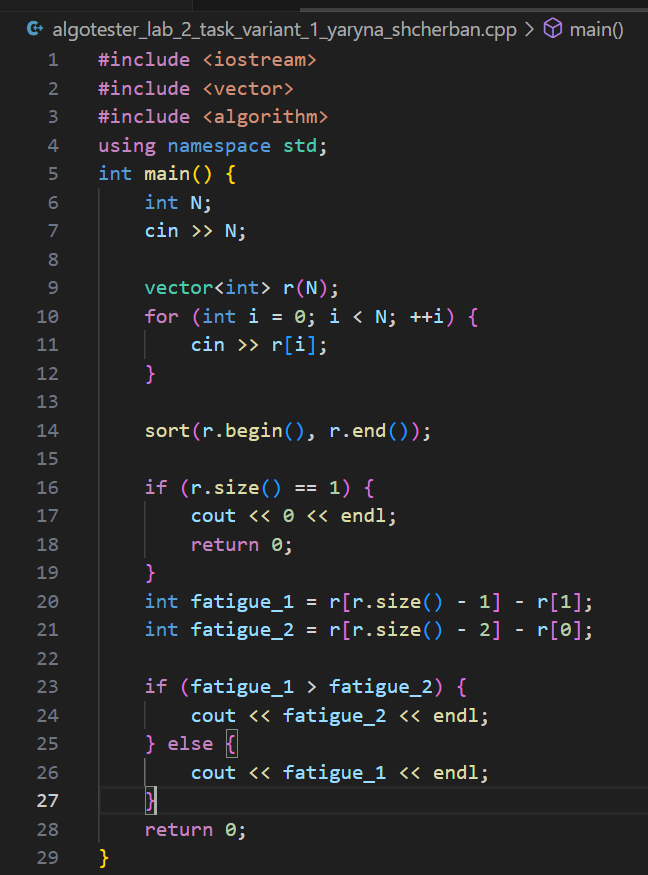 algotester_lab_2_task_variant_1_yaryna_shcherban.cpp > main()
1 #include <iostream>
2 #include <vector>
3 #include <algorithm>
4 using namespace std;
5 int main() {
6     int N;
7     cin >> N;
8
9     vector<int> r(N);
10     for (int i = 0; i < N; ++i) {
11         cin >> r[i];
12     }
13
14     sort(r.begin(), r.end());
15
16     if (r.size() == 1) {
17         cout << 0 << endl;
18         return 0;
19     }
20     int fatigue_1 = r[r.size() - 1] - r[1];
21     int fatigue_2 = r[r.size() - 2] - r[0];
22
23     if (fatigue_1 > fatigue_2) {
24         cout << fatigue_2 << endl;
25     } else {
26         cout << fatigue_1 << endl;
27     }
28     return 0;
29 }